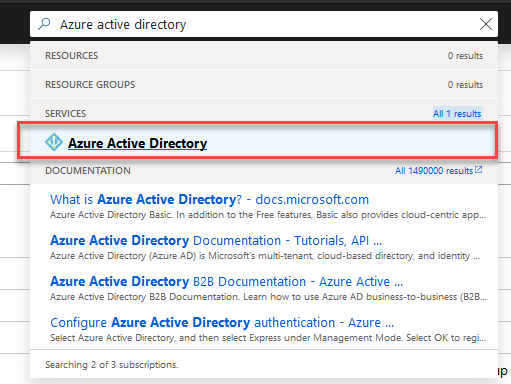 Azure active directory
RESOURCES 0 results
RESOURCE GROUPS 0 results
SERVICES All 1 results
Azure Active Directory
DOCUMENTATION All 1490000 results
What is Azure Active Directory? - docs.microsoft.com
Azure Active Directory Basic. In addition to the Free features, Basic also provides cloud-centric app...
Azure Active Directory Documentation - Tutorials, API ...
Azure Active Directory (Azure AD) is Microsoft's multi-tenant, cloud-based directory, and identity ...
Azure Active Directory B2B Documentation - Azure Active ...
Azure Active Directory B2B Documentation. Learn how to use Azure AD business-to-business (B2B...
Configure Azure Active Directory authentication - Azure ...
Select Azure Active Directory, and then select Express under Management Mode. Select OK to regi...
Searching 2 of 3 subscriptions.
up